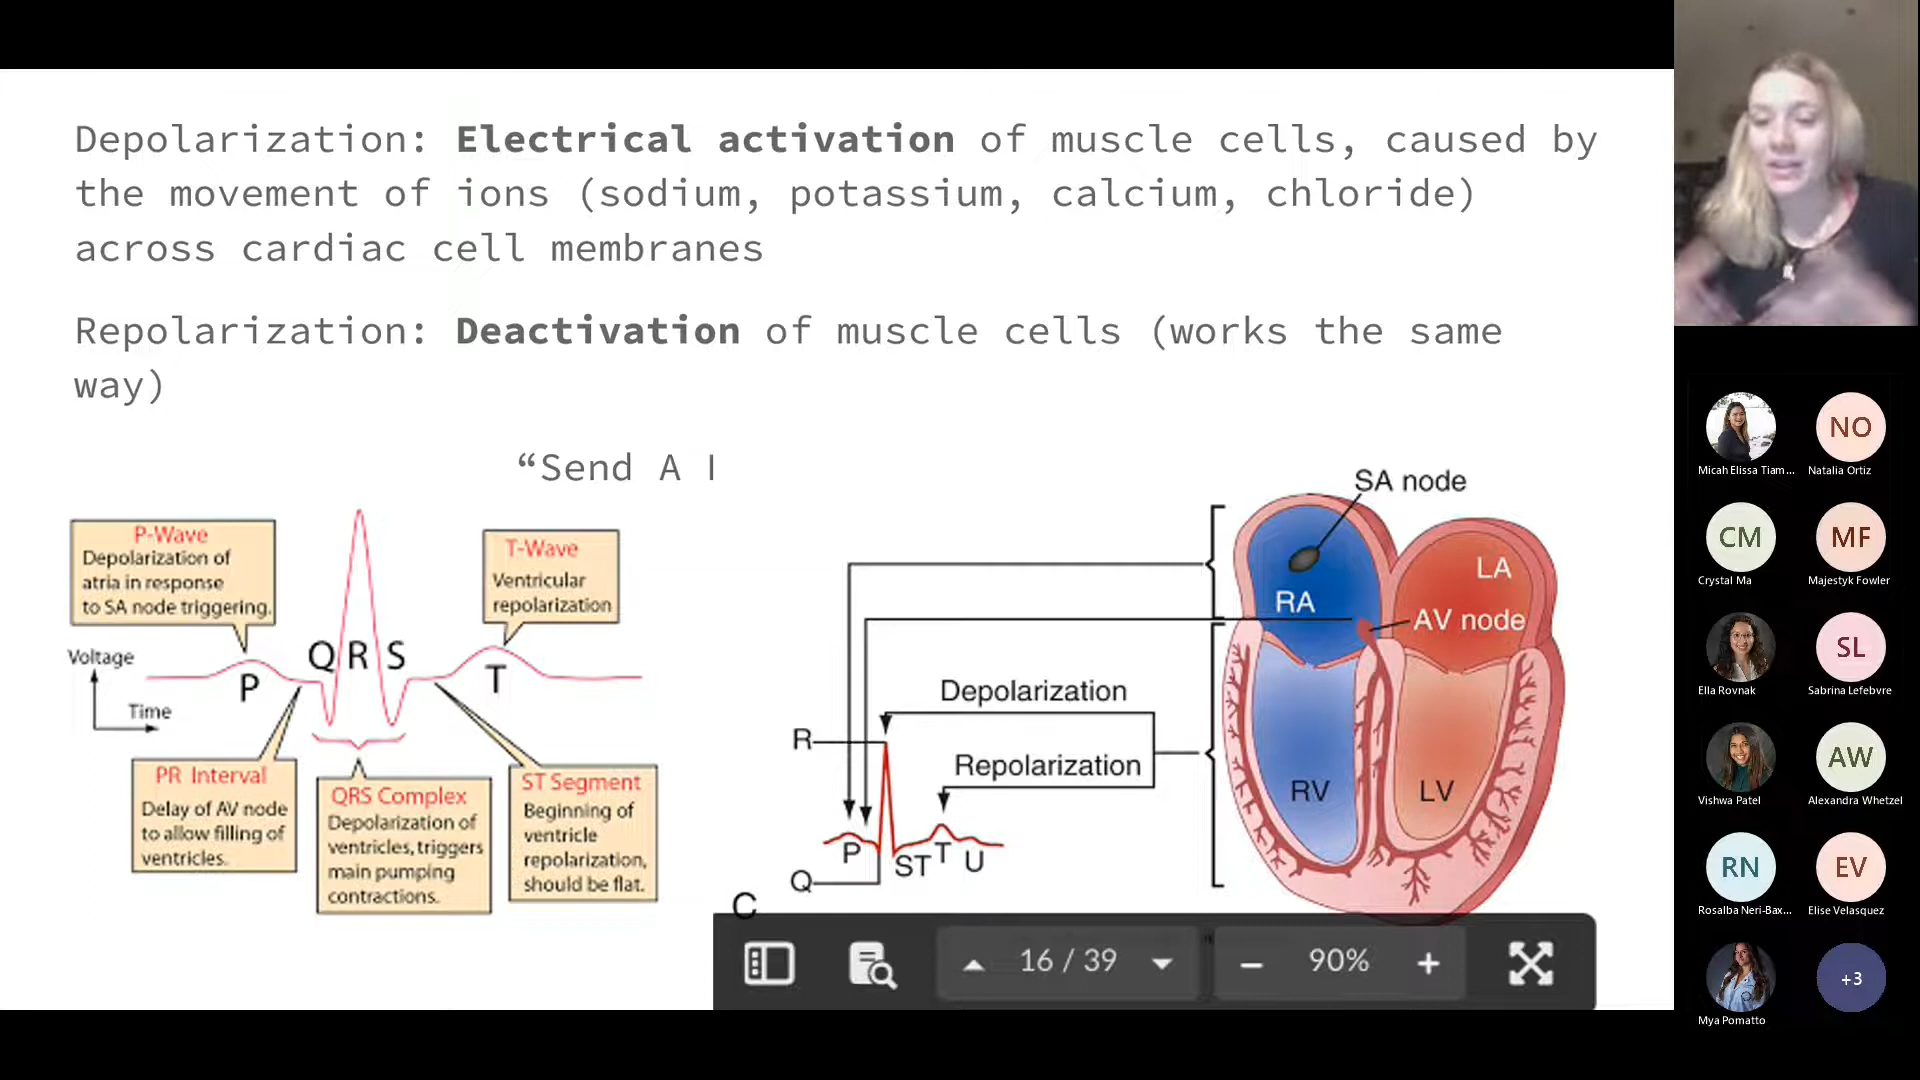 Depolarization: Electrical activation of muscle cells, caused by
the movement of ions (sodium, potassium, calcium, chloride)
across cardiac cell membranes
Repolarization: Deactivation of muscle cells (works the same
way)
“Send A I
P-Wave
Depolarization of
atria in response
to SA node triggering.
T-Wave
Ventricular
repolarization
Voltage
Time
P
Q R S
T
PR Interval
Delay of AV node
to allow filling of
ventricles.
QRS Complex
Depolarization of
ventricles, triggers
main pumping
contractions.
ST Segment
Beginning of
ventricle
repolarization,
should be flat.
SA node
LA
RA
AV node
Depolarization
R
Repolarization
RV
LV
P
ST T U
Q
C
16 / 39
90%
Micah Elissa Tiam...
NO
Natalia Ortiz
CM
Crystal Ma
MF
Majestyk Fowler
Ella Rovnak
SL
Sabrina Lefebvre
Vishwa Patel
AW
Alexandra Whetzel
RN
Rosalba Neri-Bax...
EV
Elise Velasquez
Mya Pomatto
+3